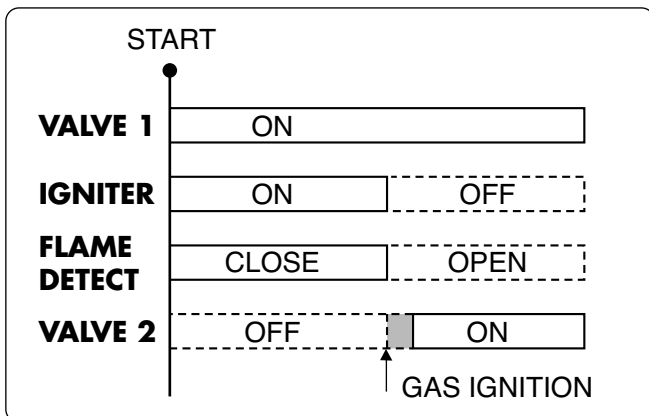 START
VALVE 1 ON
IGNITER ON OFF
FLAME DETECT CLOSE OPEN
VALVE 2 OFF ON
GAS IGNITION